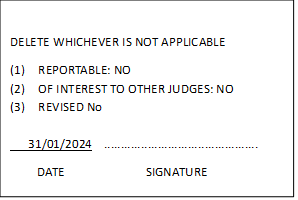 DELETE WHICHEVER IS NOT APPLICABLE
(1) REPORTABLE: NO
(2) OF INTEREST TO OTHER JUDGES: NO
(3) REVISED No
31/01/2024 ..............................................
DATE SIGNATURE